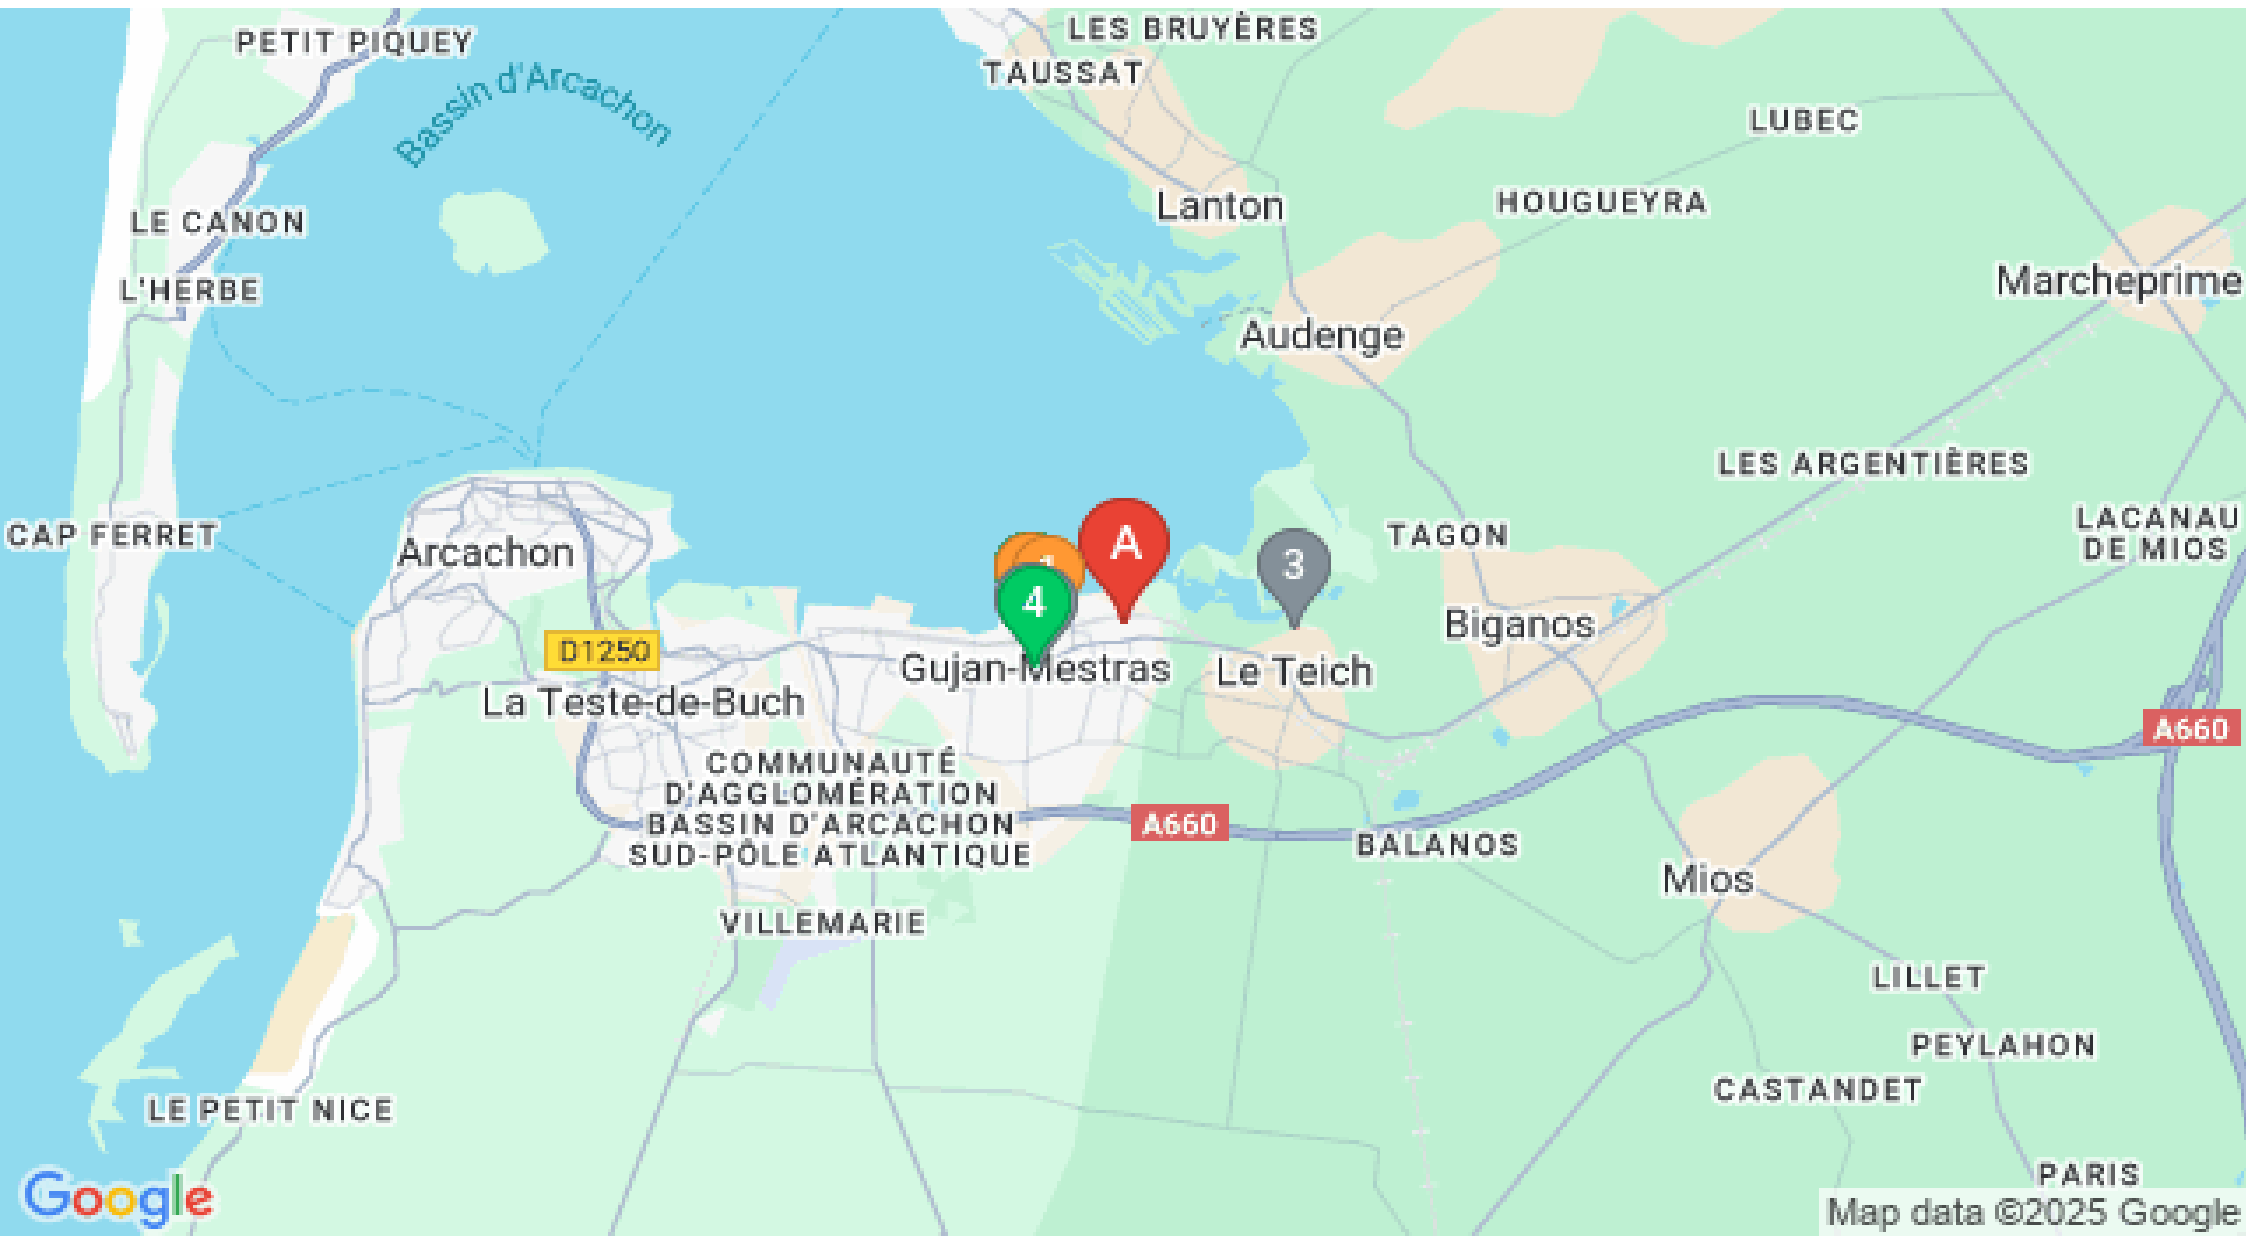 LES BRUYÈRES
PETIT PIQUEY
TAUSSAT
Bassin d'Arcachon
LUBEC
Lanton
HOUGUEYRA
LE CANON
Marcheprime
L'HERBE
Audenge
LES ARGENTIÈRES
LACANAU
DE MIOS
CAP FERRET
TAGON
A
Arcachon
3
1
4
Biganos
D1250
Gujan-Mestras
Le Teich
La Teste-de-Buch
A660
COMMUNAUTÉ
D'AGGLOMÉRATION
BASSIN D'ARCACHON
SUD-PÔLE ATLANTIQUE
A660
BALANOS
Mios
VILLEMARIE
LILLET
PEYLAHON
CASTANDET
LE PETIT NICE
PARIS
Google
Map data ©2025 Google